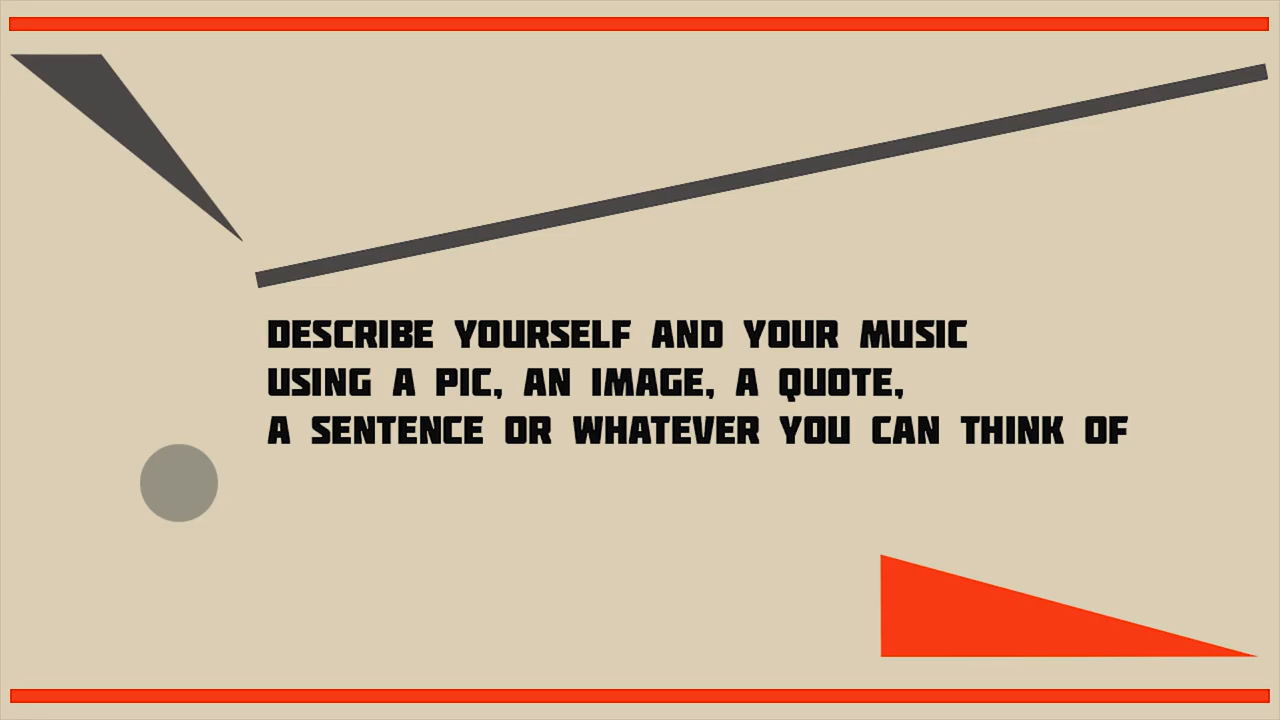 DESCRIBE YOURSELF AND YOUR MUSIC
USING A PIC, AN IMAGE, A QUOTE,
A SENTENCE OR WHATEVER YOU CAN THINK OF